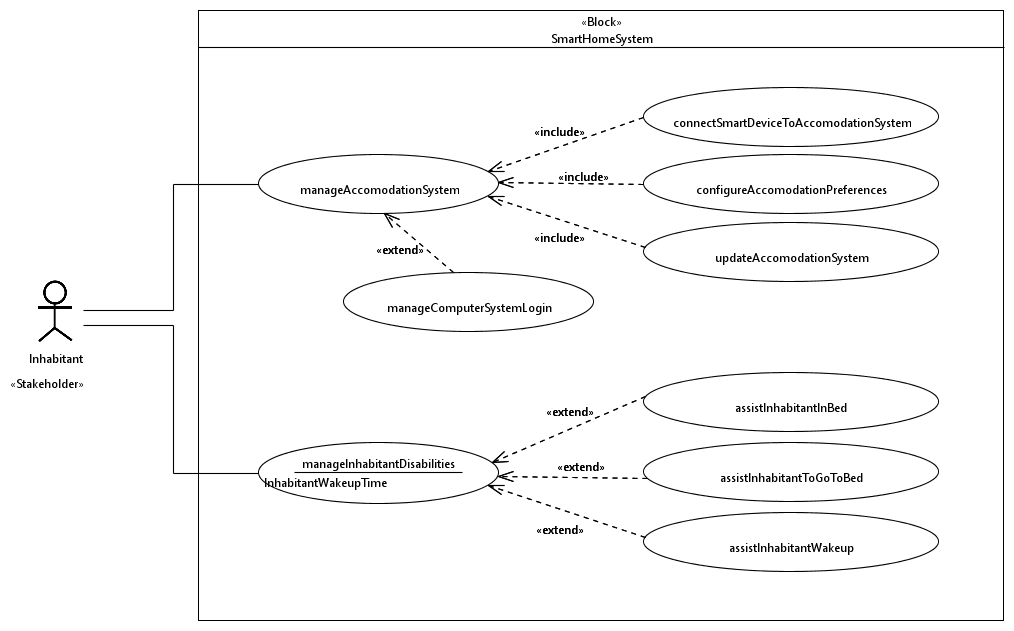 «Block»
SmartHomeSystem
connectSmartDeviceToAccomodationSystem
«include»
manageAccomodationSystem
«include»
configureAccomodationPreferences
«include»
updateAccomodationSystem
«extend»
manageComputerSystemLogin
Inhabitant
«Stakeholder»
«extend»
assistInhabitantInBed
manageInhabitantDisabilities
InhabitantWakeupTime
«extend»
assistInhabitantToGoToBed
«extend»
assistInhabitantWakeup